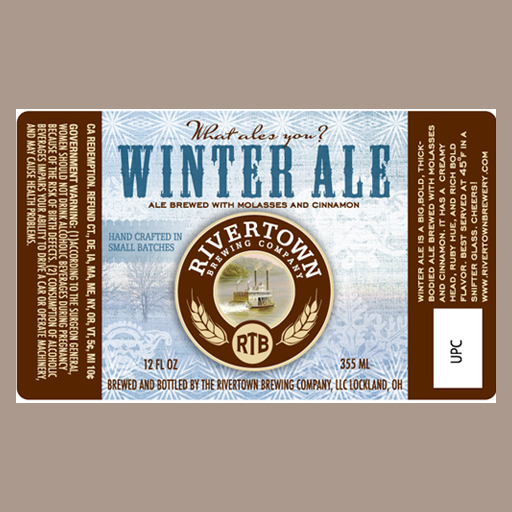 CA REDEMPTION. REFUND CT, DE, IA, MA, ME, NY, OR, VT, 5¢, MI 10¢
GOVERNMENT WARNING: (1)ACCORDING TO THE SURGEON GENERAL,
WOMEN SHOULD NOT DRINK ALCOHOLIC BEVERAGES DURING PREGNANCY
BECAUSE OF THE RISK OF BIRTH DEFECTS. (2) CONSUMPTION OF ALCOHOLIC
BEVERAGES IMPAIRS YOUR ABILITY TO DRIVE A CAR OR OPERATE MACHINERY,
AND MAY CAUSE HEALTH PROBLEMS.
What ales you?
WINTER ALE
ALE BREWED WITH MOLASSES AND CINNAMON
HAND CRAFTED IN
SMALL BATCHES
RIVERTOWN
BREWING COMPANY
RTB
12 FL OZ
355 ML
BREWED AND BOTTLED BY THE RIVERTOWN BREWING COMPANY, LLC LOCKLAND, OH
WINTER ALE IS A BIG,BOLD, THICK-
BODIED ALE BREWED WITH MOLASSES
AND CINNAMON. IT HAS A CREAMY
HEAD, RUBY HUE, AND RICH BOLD
FLAVOR. BEST SERVED AT 45°F IN A
SNIFTER GLASS. CHEERS!
WWW.RIVERTOWNBREWERY.COM
UPC